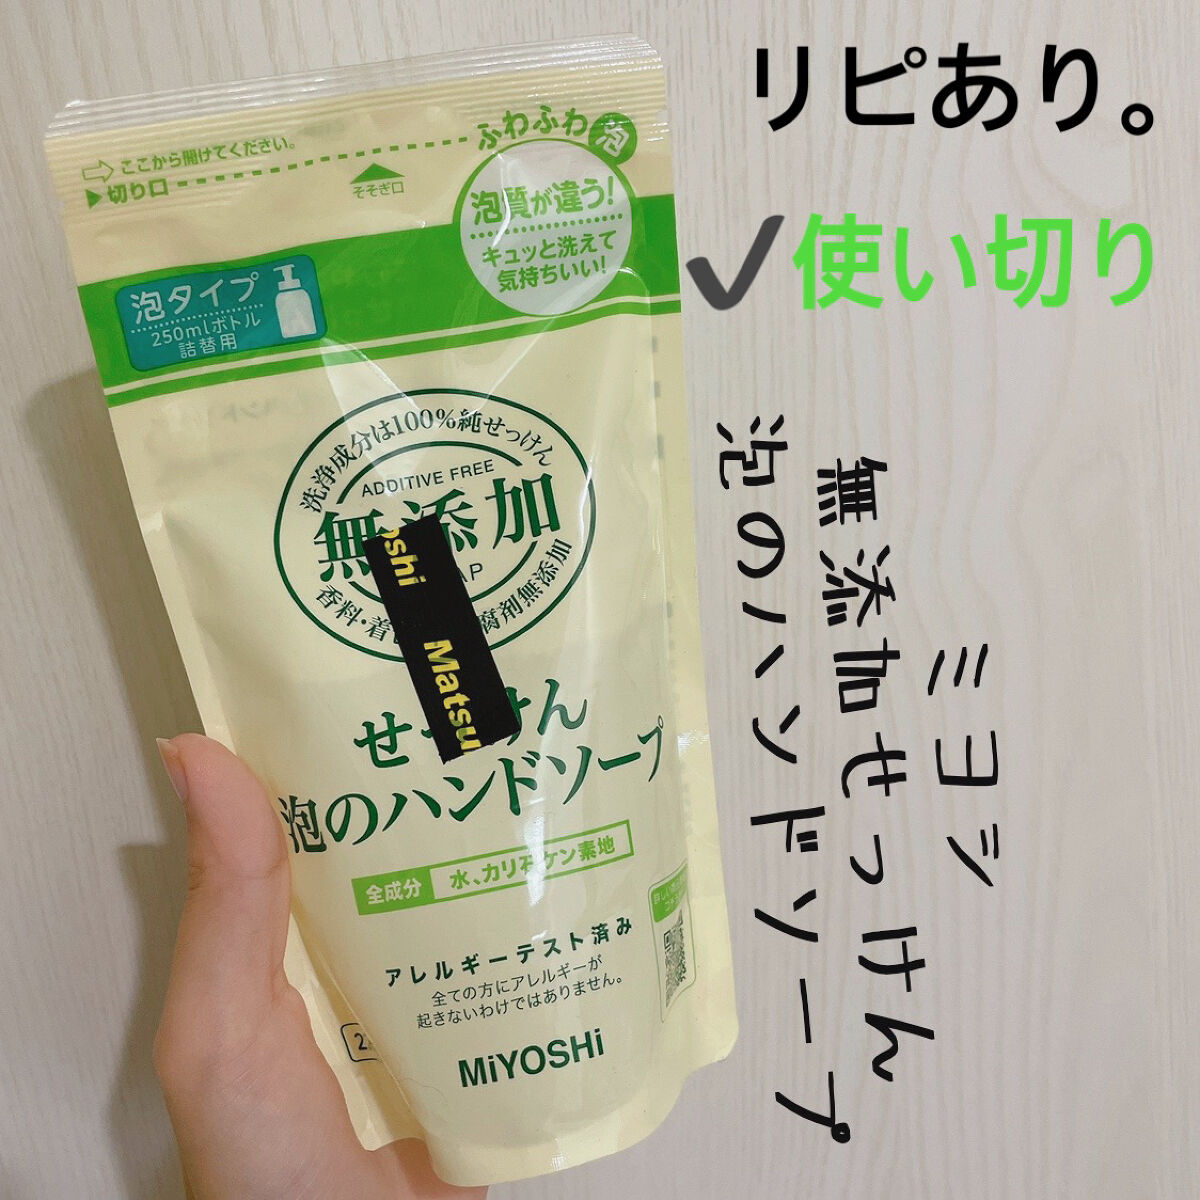 リピあり。
✓使い切り
ミヨシ
無添加せっけん
泡のハンドソープ
ここから開けてください。
切り口
そそぎ口
ふわふわ泡
泡質が違う!
キュッと洗えて
気持ちいい!
泡タイプ
250mlボトル
詰替用
洗浄成分は100%純せっけん
ADDITIVE FREE
無添加
香料・着
腐剤無添加
oshi Matsu
せっけん
泡のハンドソープ
全成分 水、カリ石ケン素地
アレルギーテスト済み
全ての方にアレルギーが
起きないわけではありません。
MiYOSHi